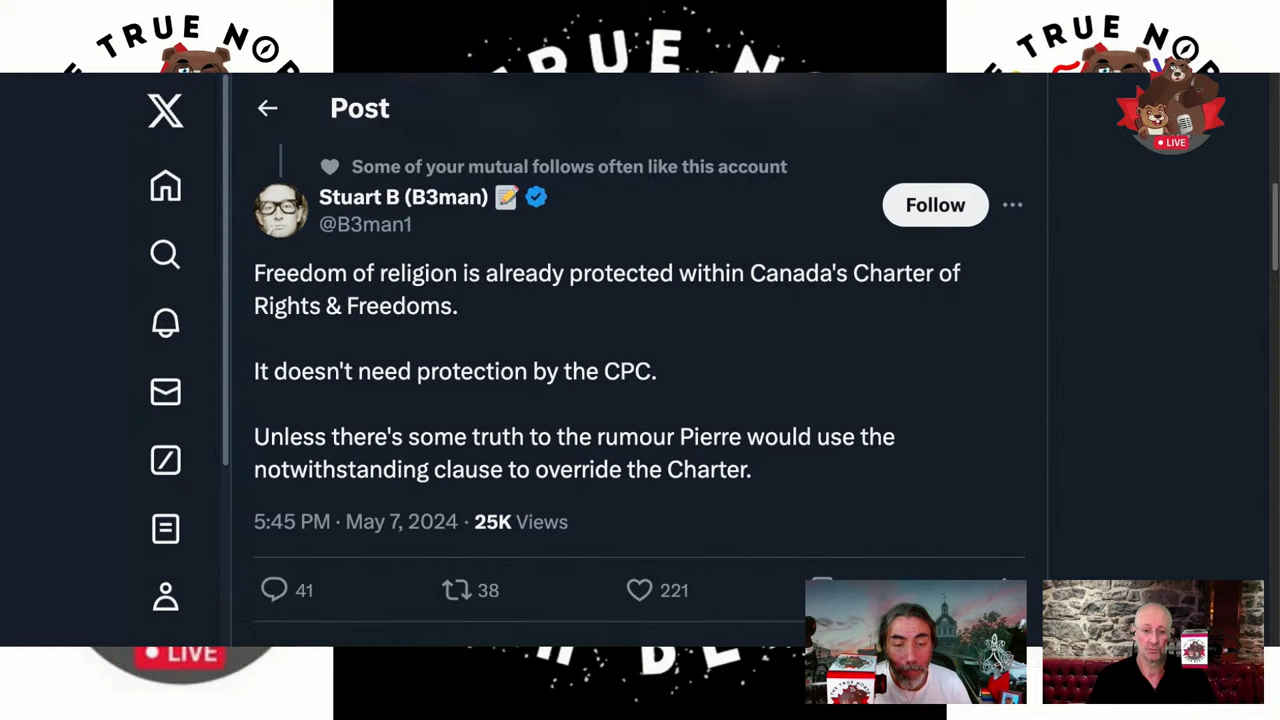 TRUE NO
TRUE N
TRUE NO
LIVE
Post
Some of your mutual follows often like this account
Stuart B (B3man)
@B3man1
Follow
Freedom of religion is already protected within Canada's Charter of
Rights & Freedoms.
It doesn't need protection by the CPC.
Unless there's some truth to the rumour Pierre would use the
notwithstanding clause to override the Charter.
5:45 PM · May 7, 2024 · 25K Views
41
38
221
LIVE